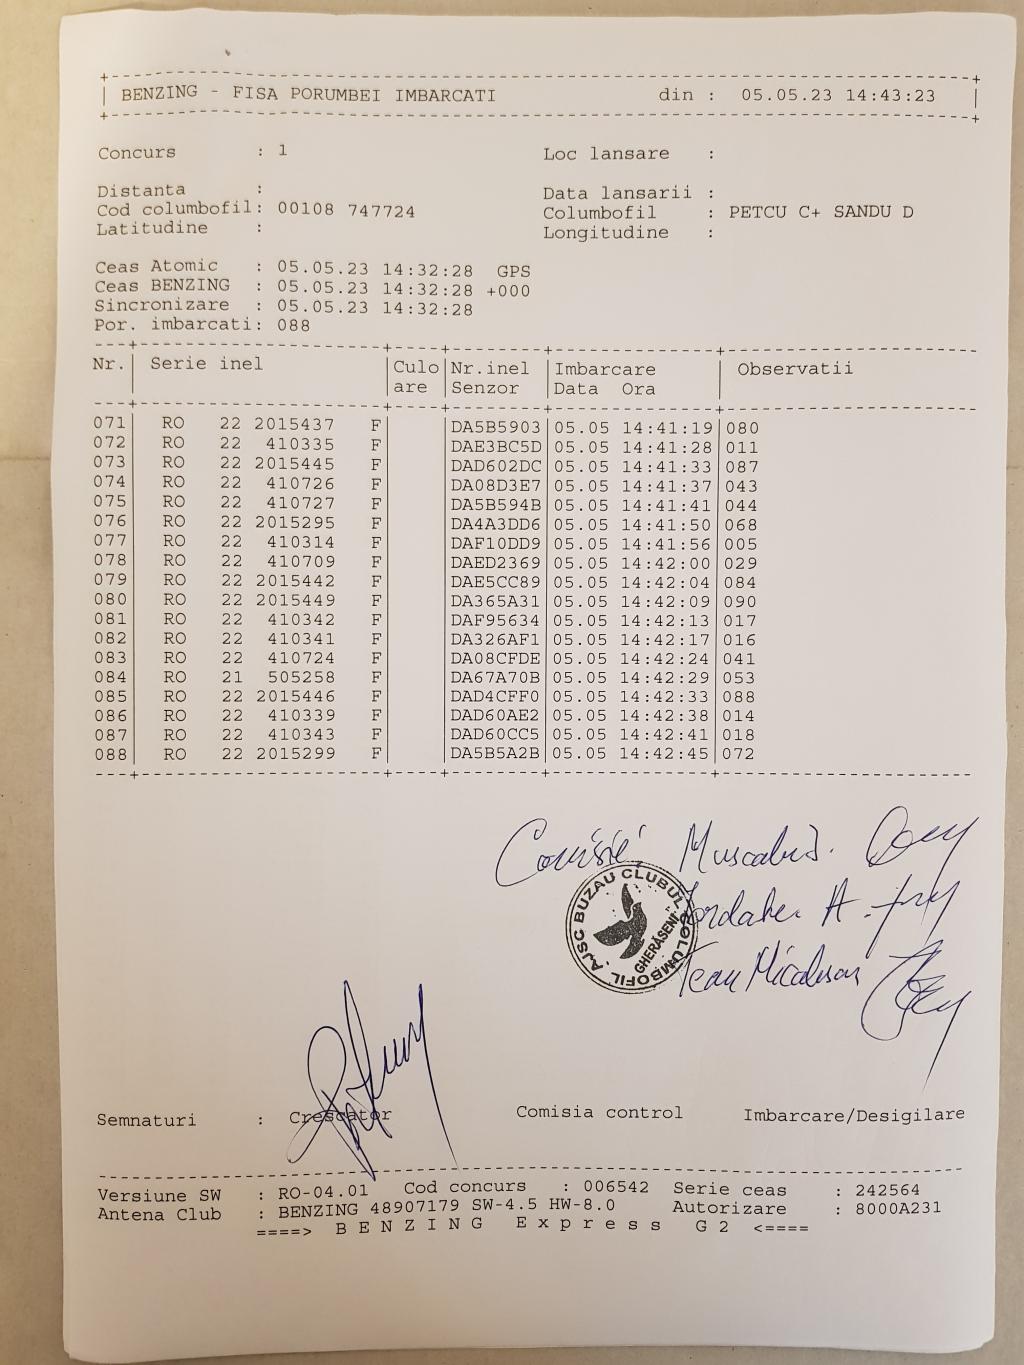 BENZING - FISA PORUMBEI IMBARCATI din : 05.05.23 14:43:23
Concurs : 1 Loc lansare :
Distanta : Data lansarii :
Cod columbofil: 00108 747724 Columbofil : PETCU C+ SANDU D
Latitudine : Longitudine :
Ceas Atomic : 05.05.23 14:32:28 GPS
Ceas BENZING : 05.05.23 14:32:28 +000
Sincronizare : 05.05.23 14:32:28
Por. imbarcati: 088
Nr. Serie inel Culo Nr.inel Imbarcare Observatii
are Senzor Data Ora
071 RO 22 2015437 F DA5B5903 05.05 14:41:19 080
072 RO 22 410335 F DAE3BC5D 05.05 14:41:28 011
073 RO 22 2015445 F DAD602DC 05.05 14:41:33 087
074 RO 22 410726 F DA08D3E7 05.05 14:41:37 043
075 RO 22 410727 F DA5B594B 05.05 14:41:41 044
076 RO 22 2015295 F DA4A3DD6 05.05 14:41:50 068
077 RO 22 410314 F DAF10DD9 05.05 14:41:56 005
078 RO 22 410709 F DAED2369 05.05 14:42:00 029
079 RO 22 2015442 F DAE5CC89 05.05 14:42:04 084
080 RO 22 2015449 F DA365A31 05.05 14:42:09 090
081 RO 22 410342 F DAF95634 05.05 14:42:13 017
082 RO 22 410341 F DA326AF1 05.05 14:42:17 016
083 RO 22 410724 F DA08CFDE 05.05 14:42:24 041
084 RO 21 505258 F DA67A70B 05.05 14:42:29 053
085 RO 22 2015446 F DAD4CFF0 05.05 14:42:33 088
086 RO 22 410339 F DAD60AE2 05.05 14:42:38 014
087 RO 22 410343 F DAD60CC5 05.05 14:42:41 018
088 RO 22 2015299 F DA5B5A2B 05.05 14:42:45 072
AJSC BUZAU CLUBUL COLUMBOFIL
GHERĂSENI
Semnaturi : Crescator Comisia control Imbarcare/Desigilare
Versiune SW : RO-04.01 Cod concurs : 006542 Serie ceas : 242564
Antena Club : BENZING 48907179 SW-4.5 HW-8.0 Autorizare : 8000A231
====> B E N Z I N G E x p r e s s G 2 <====